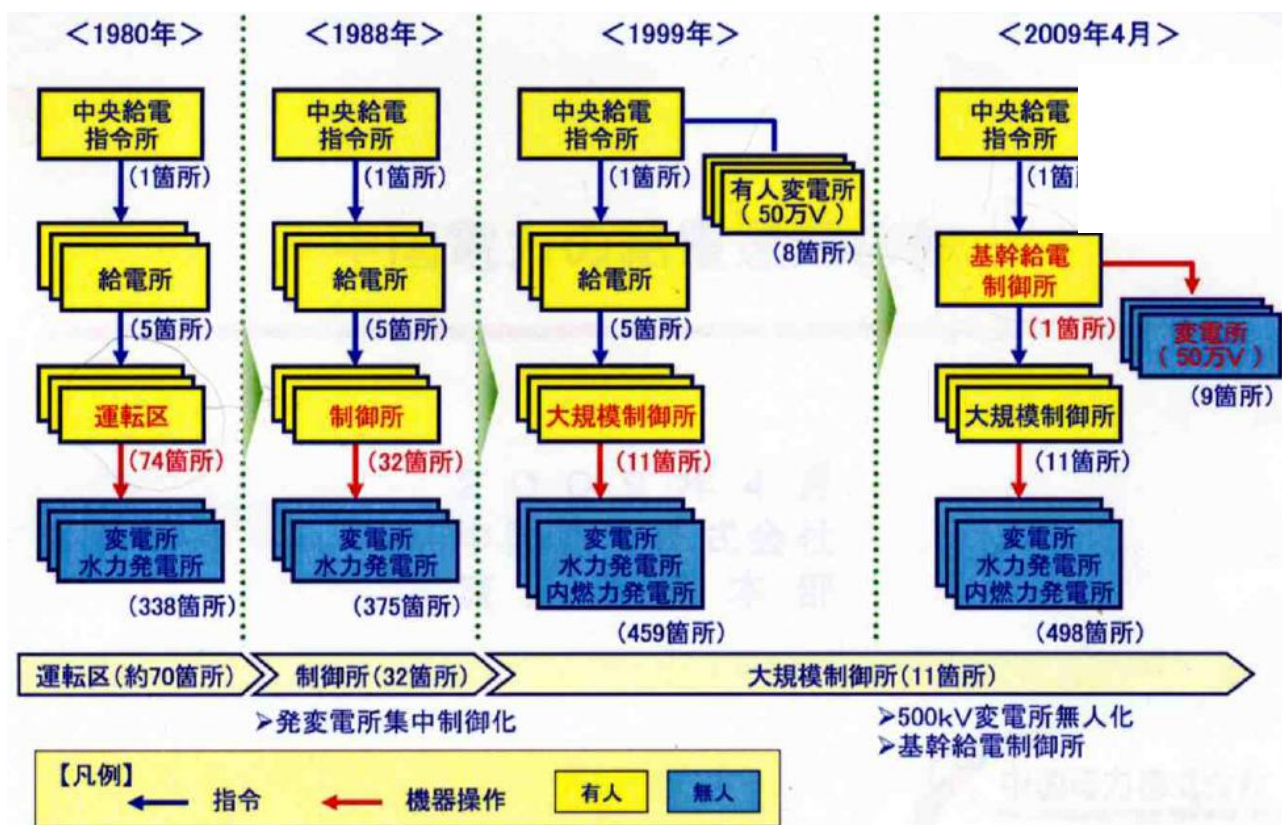 <1980年>
<1988年>
<1999年>
<2009年4月>
中央給電
指令所
(1箇所)
給電所
(5箇所)
運転区
(74箇所)
変電所
水力発電所
(338箇所)
中央給電
指令所
(1箇所)
給電所
(5箇所)
制御所
(32箇所)
変電所
水力発電所
(375箇所)
中央給電
指令所
(1箇所)
有人変電所
(50万V)
(8箇所)
給電所
(5箇所)
大規模制御所
(11箇所)
変電所
水力発電所
内燃力発電所
(459箇所)
中央給電
指令所
(1箇
基幹給電
制御所
(1箇所)
変電所
(50万V)
(9箇所)
大規模制御所
(11箇所)
変電所
水力発電所
内燃力発電所
(498箇所)
運転区(約70箇所)
制御所(32箇所)
大規模制御所(11箇所)
➢発変電所集中制御化
➢500kV変電所無人化
➢基幹給電制御所
【凡例】
指令
機器操作
有人
無人